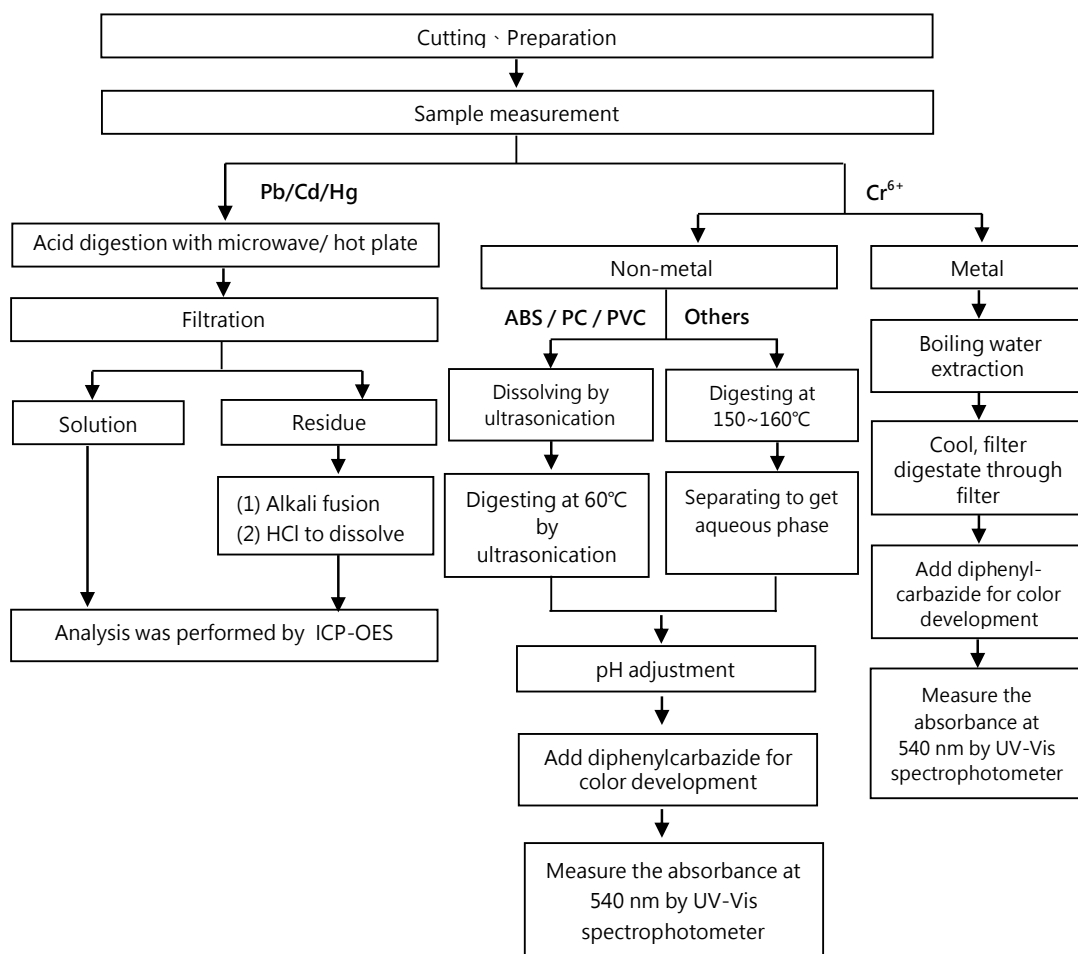 Cutting、Preparation
Sample measurement
Pb/Cd/Hg
Acid digestion with microwave/ hot plate
Filtration
Solution
Residue
(1) Alkali fusion
(2) HCl to dissolve
Analysis was performed by ICP-OES
Cr⁶⁺
Non-metal
ABS / PC / PVC
Others
Dissolving by
ultrasonication
Digesting at
150~160℃
Digesting at 60℃
by
ultrasonication
Separating to get
aqueous phase
pH adjustment
Add diphenylcarbazide for
color development
Measure the absorbance at
540 nm by UV-Vis
spectrophotometer
Metal
Boiling water
extraction
Cool, filter
digestate through
filter
Add diphenyl-
carbazide for color
development
Measure the
absorbance at
540 nm by UV-Vis
spectrophotometer